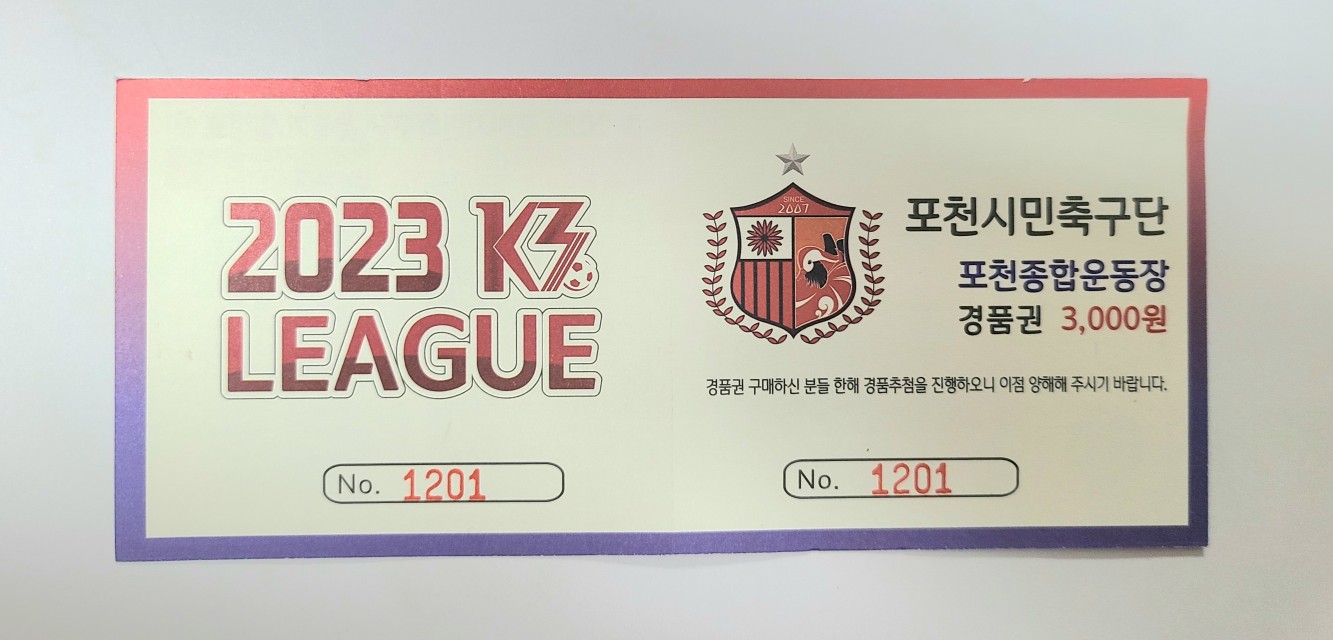 2023 K3
LEAGUE
No. 1201
SINCE
2007
포천시민축구단
포천종합운동장
경품권 3,000원
경품권 구매하신 분들 한해 경품추첨을 진행하오니 이점 양해해 주시기 바랍니다.
No. 1201